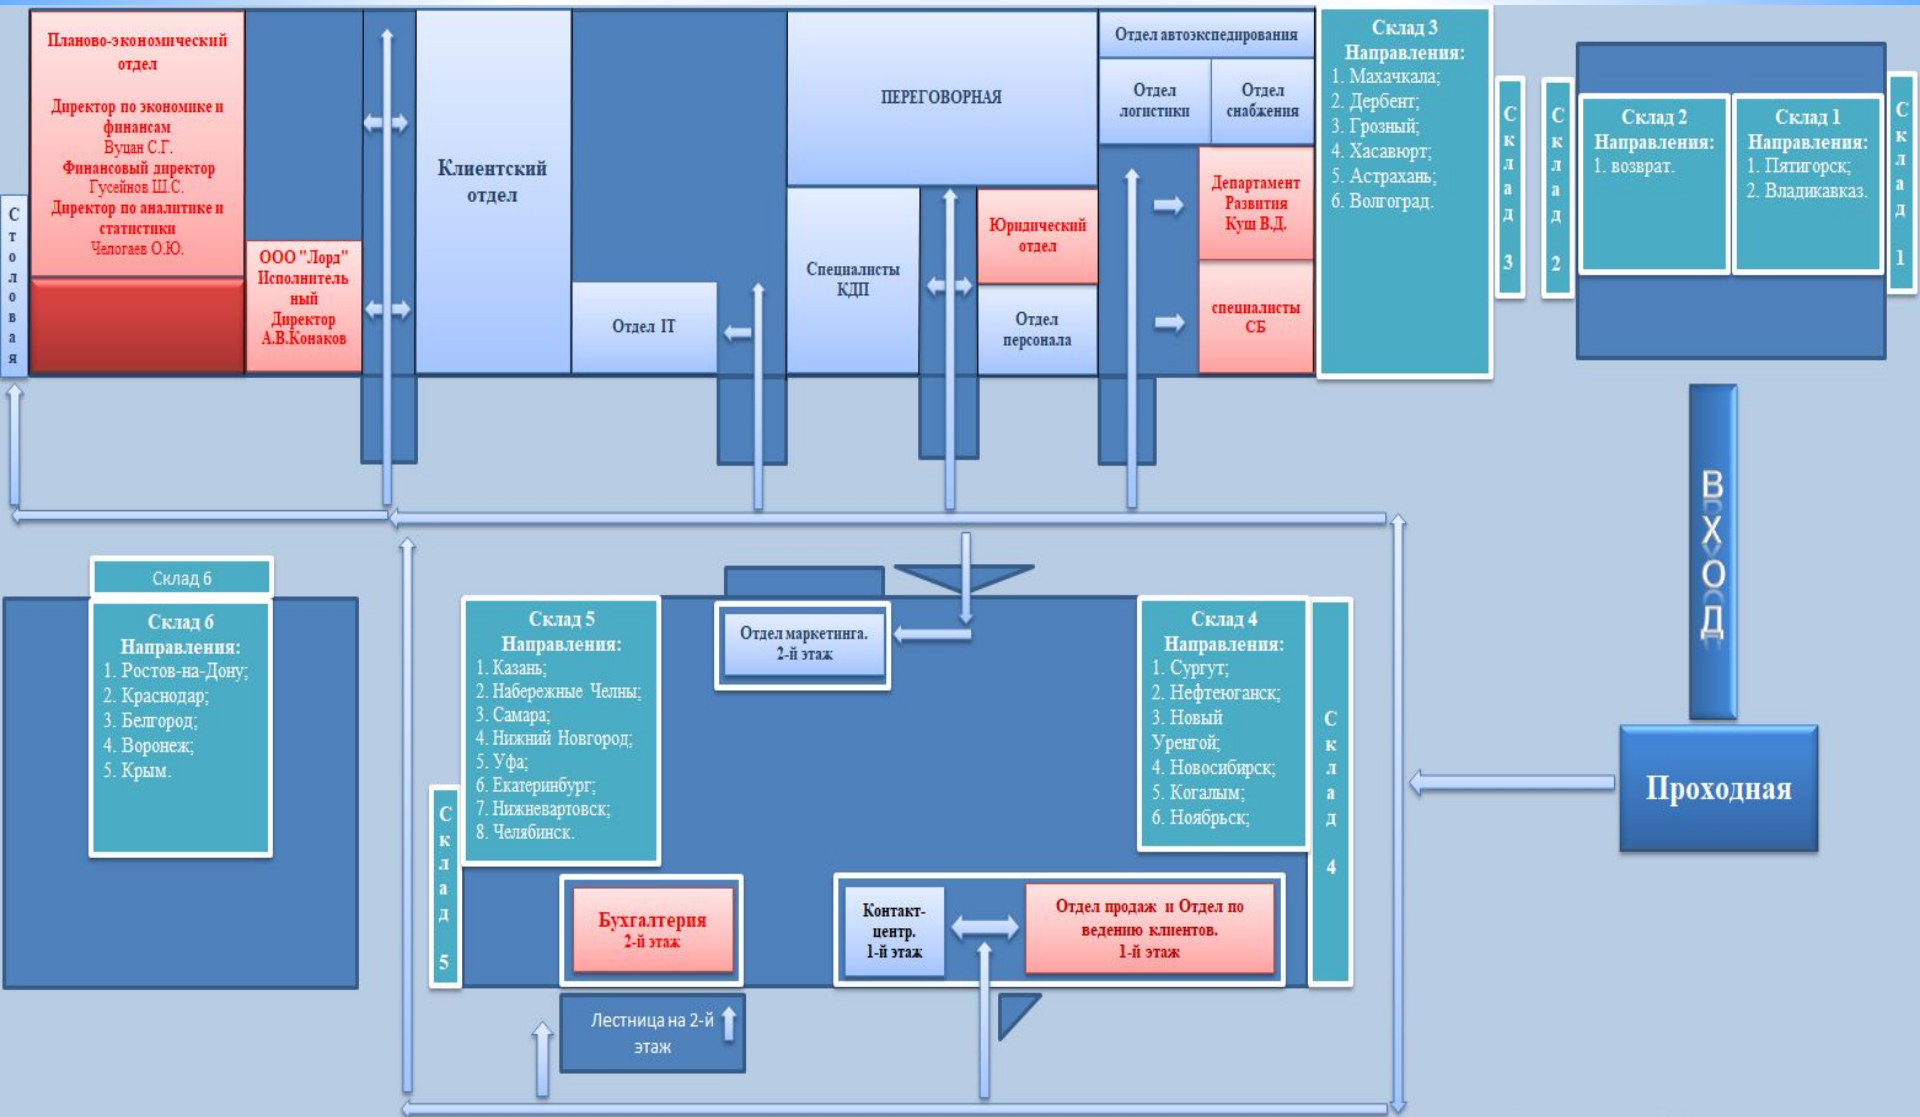 Планово-экономический
отдел
Директор по экономике и
финансам
Вуцан С.Г.
Финансовый директор
Гусейнов Ш.С.
Директор по аналитике и
статистики
Челогаев О.Ю.
Столовая
ООО "Лорд"
Исполнитель
ный
Директор
А.В.Конаков
Клиентский
отдел
Отдел IT
ПЕРЕГОВОРНАЯ
Специалисты
КДП
Юридический
отдел
Отдел
персонала
Отдел автоэкспедирования
Отдел
логистики
Отдел
снабжения
Департамент
Развития
Куш В.Д.
специалисты
СБ
Склад 3
Направления:
1. Махачкала;
2. Дербент;
3. Грозный;
4. Хасавюрт;
5. Астрахань;
6. Волгоград.
Склад 3
Склад 2
Склад 2
Направления:
1. возврат.
Склад 1
Направления:
1. Пятигорск;
2. Владикавказ.
Склад 1
ВХОД
Проходная
Склад 6
Склад 6
Направления:
1. Ростов-на-Дону;
2. Краснодар;
3. Белгород;
4. Воронеж;
5. Крым.
Склад 5
Склад 5
Направления:
1. Казань;
2. Набережные Челны;
3. Самара;
4. Нижний Новгород;
5. Уфа;
6. Екатеринбург;
7. Нижневартовск;
8. Челябинск.
Отдел маркетинга.
2-й этаж
Склад 4
Направления:
1. Сургут;
2. Нефтеюганск;
3. Новый
Уренгой;
4. Новосибирск;
5. Когалым;
6. Ноябрьск;
Склад 4
Бухгалтерия
2-й этаж
Контакт-
центр.
1-й этаж
Отдел продаж и Отдел по
ведению клиентов.
1-й этаж
Лестница на 2-й
этаж